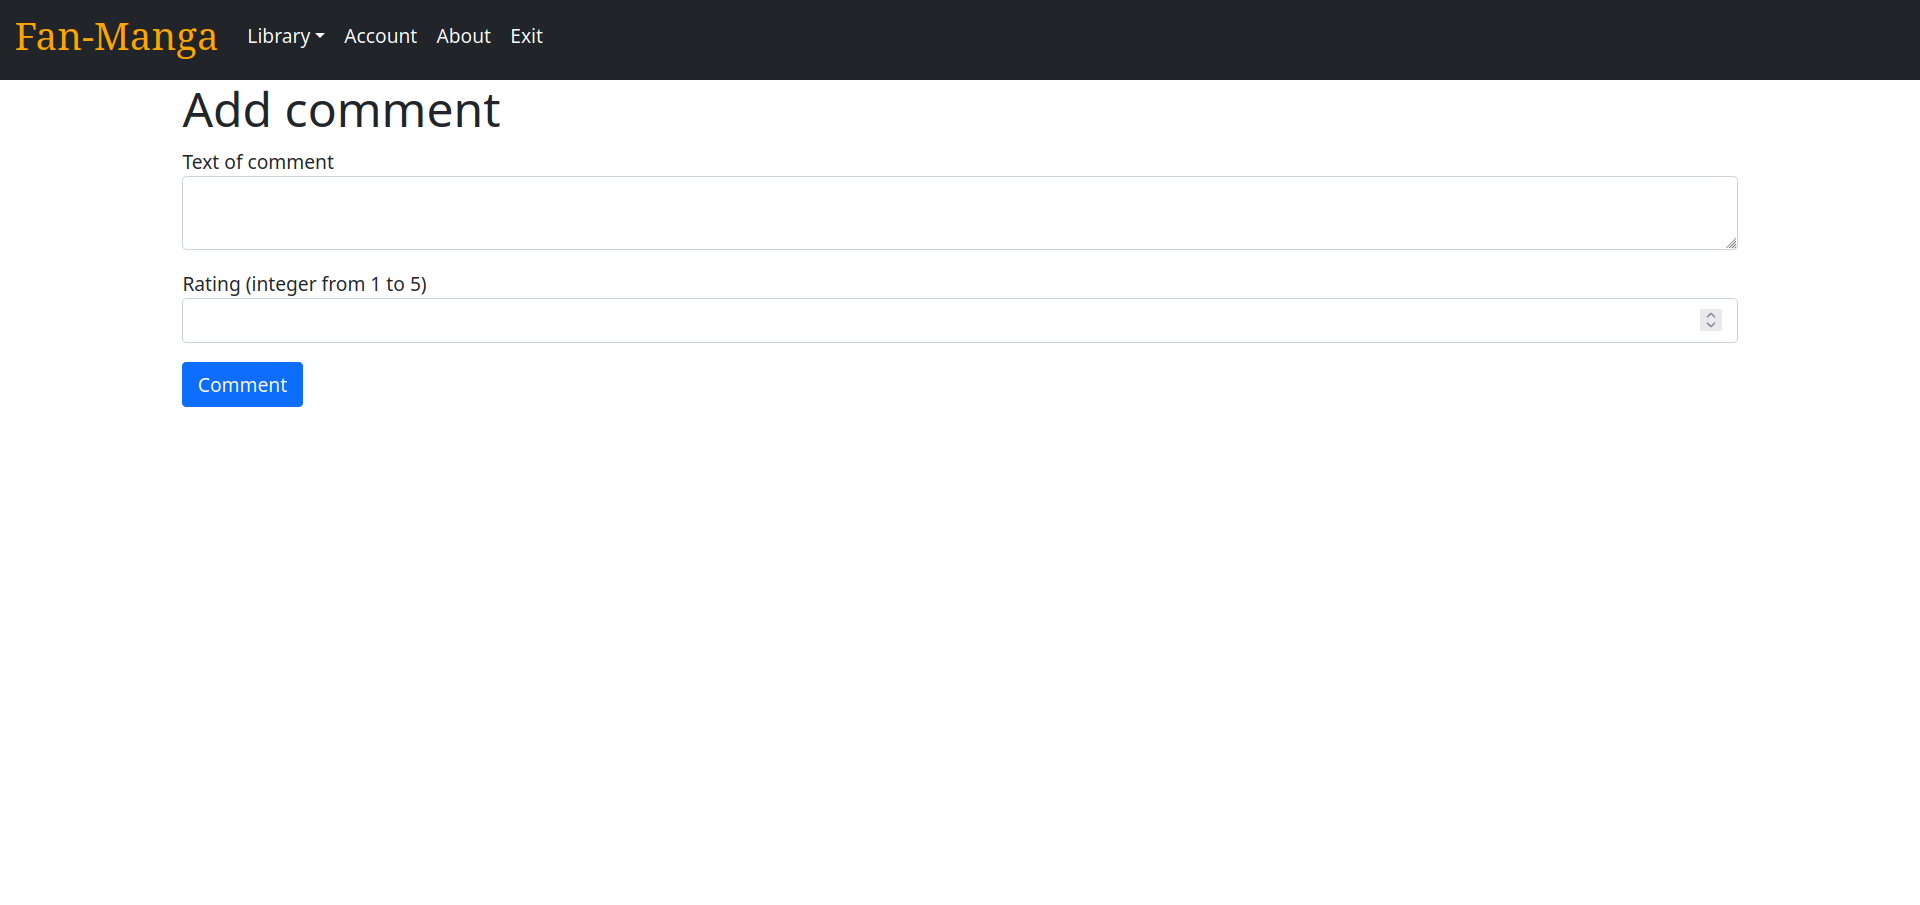 Fan-Manga Library Account About Exit
Add comment
Text of comment
Rating (integer from 1 to 5)
Comment